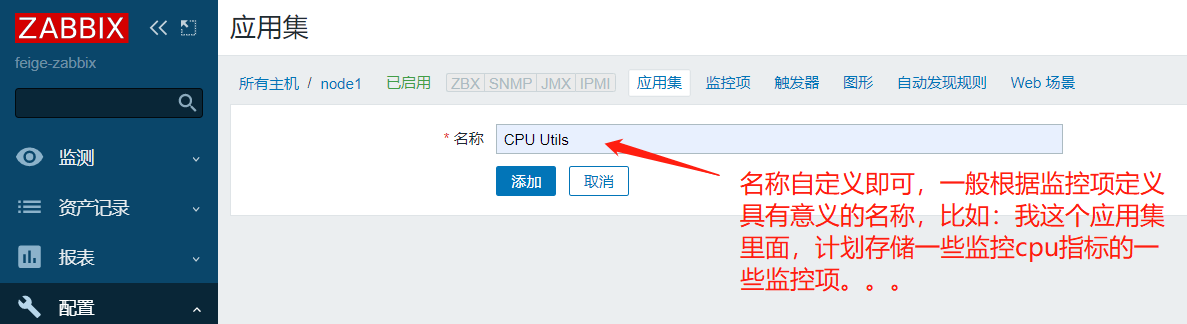 ZABBIX
feige-zabbix
监测
资产记录
报表
配置
应用集
所有主机 / node1 已启用 ZBX SNMP JMX IPMI 应用集 监控项 触发器 图形 自动发现规则 Web 场景
* 名称 CPU Utils
添加 取消
名称自定义即可，一般根据监控项定义
具有意义的名称，比如：我这个应用集
里面，计划存储一些监控cpu指标的一
些监控项。。。